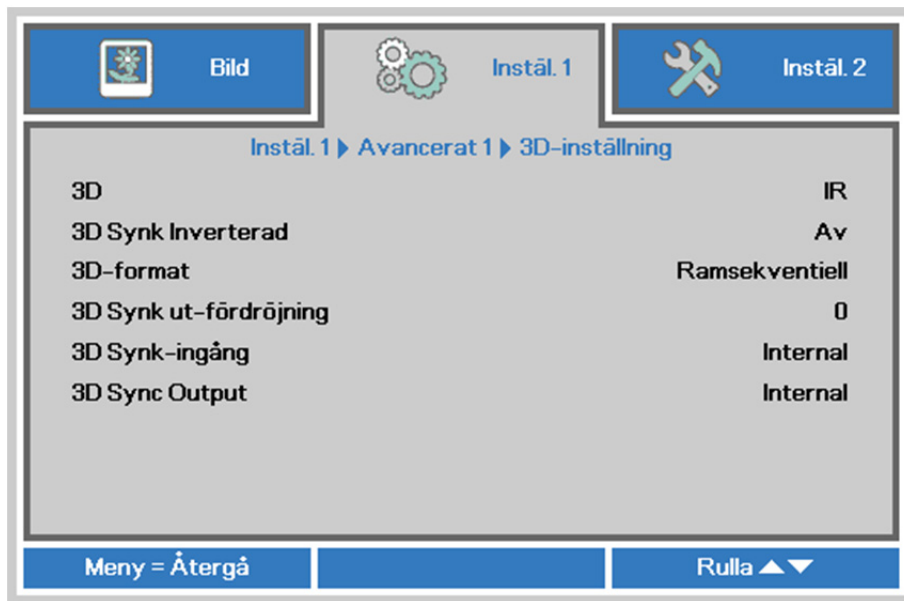 Bild
Instäl. 1
Instäl. 2
Instäl. 1 ▶ Avancerat 1 ▶ 3D-inställning
3D IR
3D Synk Inverterad Av
3D-format Ramsekventiell
3D Synk ut-fördröjning 0
3D Synk-ingång Internal
3D Sync Output Internal
Meny = Återgå
Rulla ▲▼